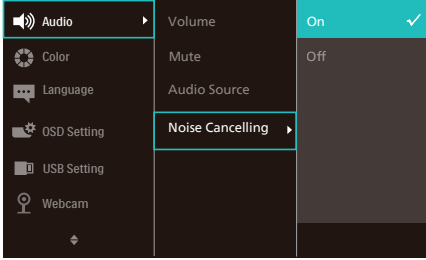 Audio
Color
Language
OSD Setting
USB Setting
Webcam
Volume
Mute
Audio Source
Noise Cancelling
On
Off